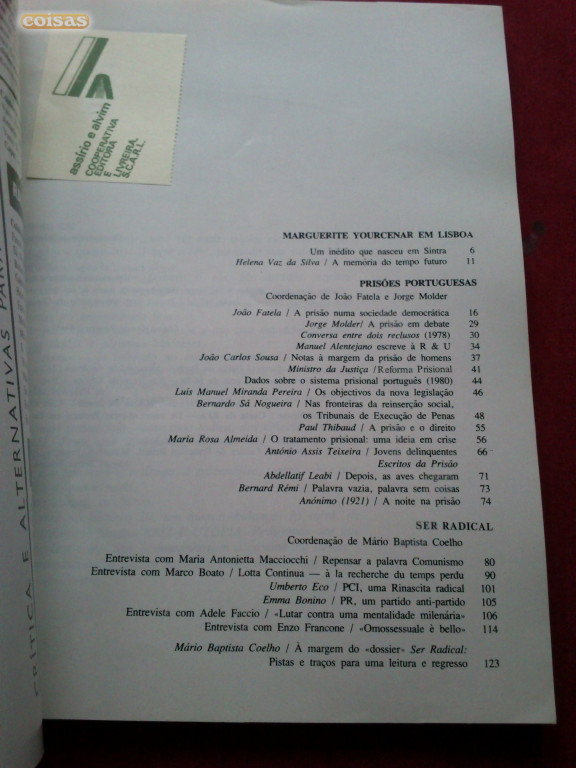 coisas
assírio e alvim
COOPERATIVA
EDITORA
E
LIVREIRA,
S.C.A.R.L.
CRÍTICA E ALTERNATIVAS PARA
MARGUERITE YOURCENAR EM LISBOA
Um inédito que nasceu em Sintra 6
Helena Vaz da Silva / A memória do tempo futuro 11
PRISÕES PORTUGUESAS
Coordenação de João Fatela e Jorge Molder
João Fatela / A prisão numa sociedade democrática 16
Jorge Molder/ A prisão em debate 29
Conversa entre dois reclusos (1978) 30
Manuel Alentejano escreve à R & U 34
João Carlos Sousa / Notas à margem da prisão de homens 37
Ministro da Justiça /Reforma Prisional 41
Dados sobre o sistema prisional português (1980) 44
Luís Manuel Miranda Pereira / Os objectivos da nova legislação 46
Bernardo Sá Nogueira / Nas fronteiras da reinserção social,
os Tribunais de Execução de Penas 48
Paul Thibaud / A prisão e o direito 55
Maria Rosa Almeida / O tratamento prisional: uma ideia em crise 56
António Assis Teixeira / Jovens delinquentes 66
Escritos da Prisão
Abdellatif Leabi / Depois, as aves chegaram 71
Bernard Rémi / Palavra vazia, palavra sem coisas 73
Anónimo (1921) / A noite na prisão 74
SER RADICAL
Coordenação de Mário Baptista Coelho
Entrevista com Maria Antonietta Macciocchi / Repensar a palavra Comunismo 80
Entrevista com Marco Boato / Lotta Continua — à la recherche du temps perdu 90
Umberto Eco / PCI, uma Rinascita radical 101
Emma Bonino / PR, um partido anti-partido 105
Entrevista com Adele Faccio / «Lutar contra uma mentalidade milenária» 106
Entrevista com Enzo Francone / «Omossessuale è bello» 114
Mário Baptista Coelho / À margem do «dossier» Ser Radical:
Pistas e traços para uma leitura e regresso 123